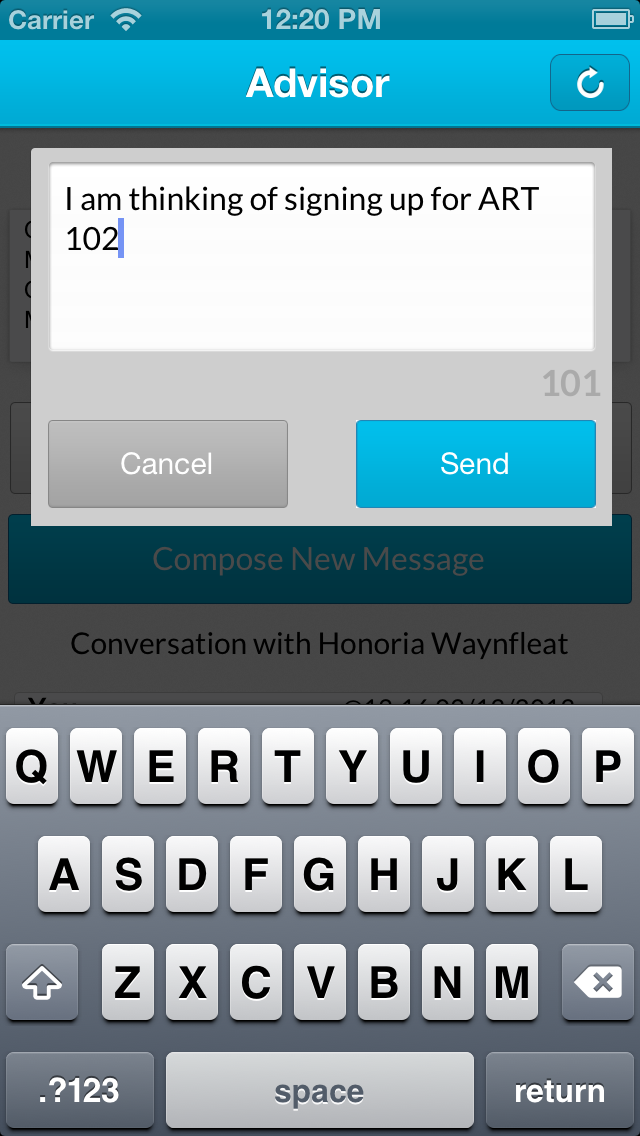 Carrier 12:20 PM
Advisor
I am thinking of signing up for ART
102
101
Cancel Send
Compose New Message
Conversation with Honoria Waynfleat
Q W E R T Y U I O P
A S D F G H J K L
Z X C V B N M
.?123 space return